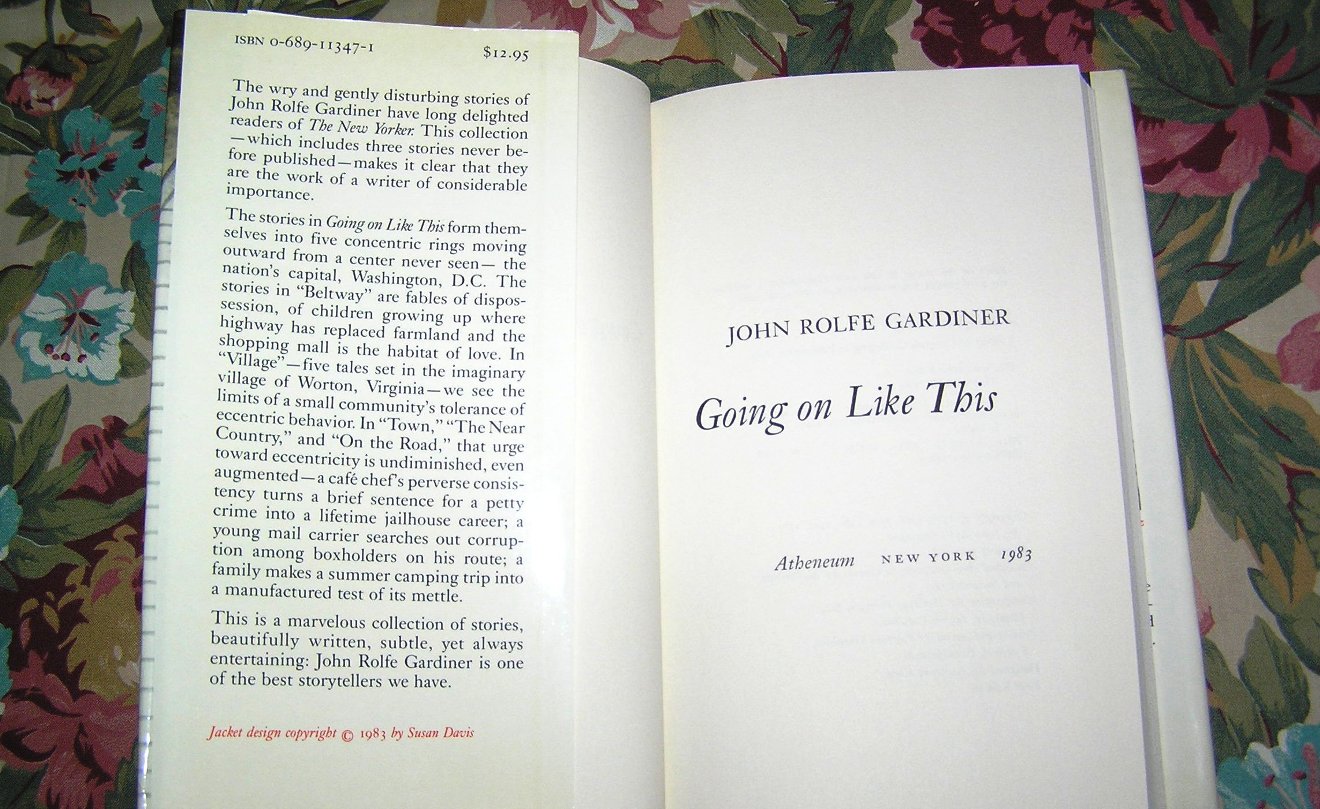 ISBN 0-689-11347-1
$12.95
The wry and gently disturbing stories of
John Rolfe Gardiner have long delighted
readers of The New Yorker. This collection
—which includes three stories never be-
fore published—makes it clear that they
are the work of a writer of considerable
importance.
The stories in Going on Like This form them-
selves into five concentric rings moving
outward from a center never seen— the
nation's capital, Washington, D.C. The
stories in “Beltway” are fables of dispos-
session, of children growing up where
highway has replaced farmland and the
shopping mall is the habitat of love. In
“Village”—five tales set in the imaginary
village of Worton, Virginia—we see the
limits of a small community's tolerance of
eccentric behavior. In “Town,” “The Near
Country,” and “On the Road,” that urge
toward eccentricity is undiminished, even
augmented—a café chef's perverse consis-
tency turns a brief sentence for a petty
crime into a lifetime jailhouse career; a
young mail carrier searches out corrup-
tion among boxholders on his route; a
family makes a summer camping trip into
a manufactured test of its mettle.
This is a marvelous collection of stories,
beautifully written, subtle, yet always
entertaining: John Rolfe Gardiner is one
of the best storytellers we have.
Jacket design copyright © 1983 by Susan Davis
JOHN ROLFE GARDINER
Going on Like This
Atheneum NEW YORK 1983